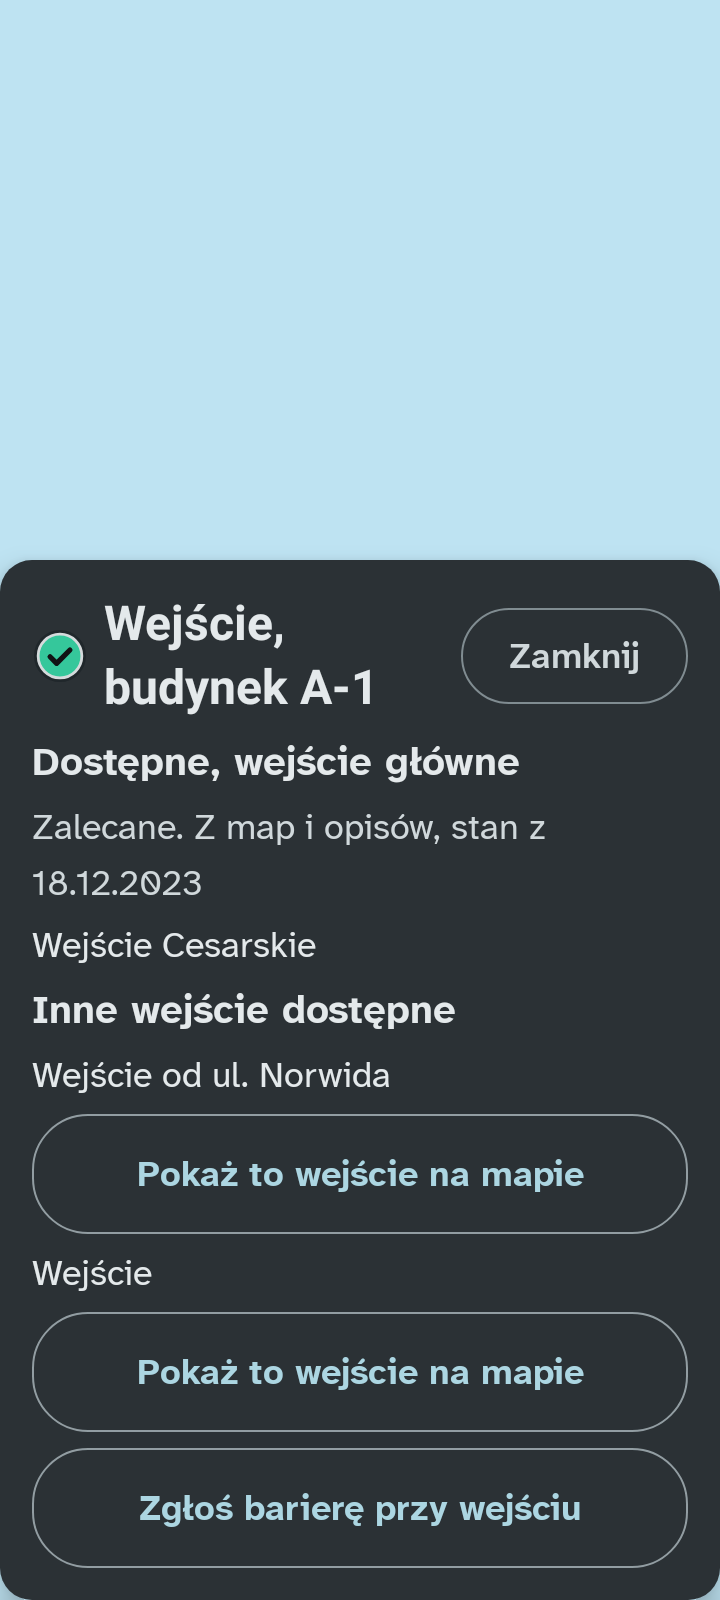 Wejście,
budynek A-1
Zamknij
Dostępne, wejście główne
Zalecane. Z map i opisów, stan z
18.12.2023
Wejście Cesarskie
Inne wejście dostępne
Wejście od ul. Norwida
Pokaż to wejście na mapie
Wejście
Pokaż to wejście na mapie
Zgłoś barierę przy wejściu